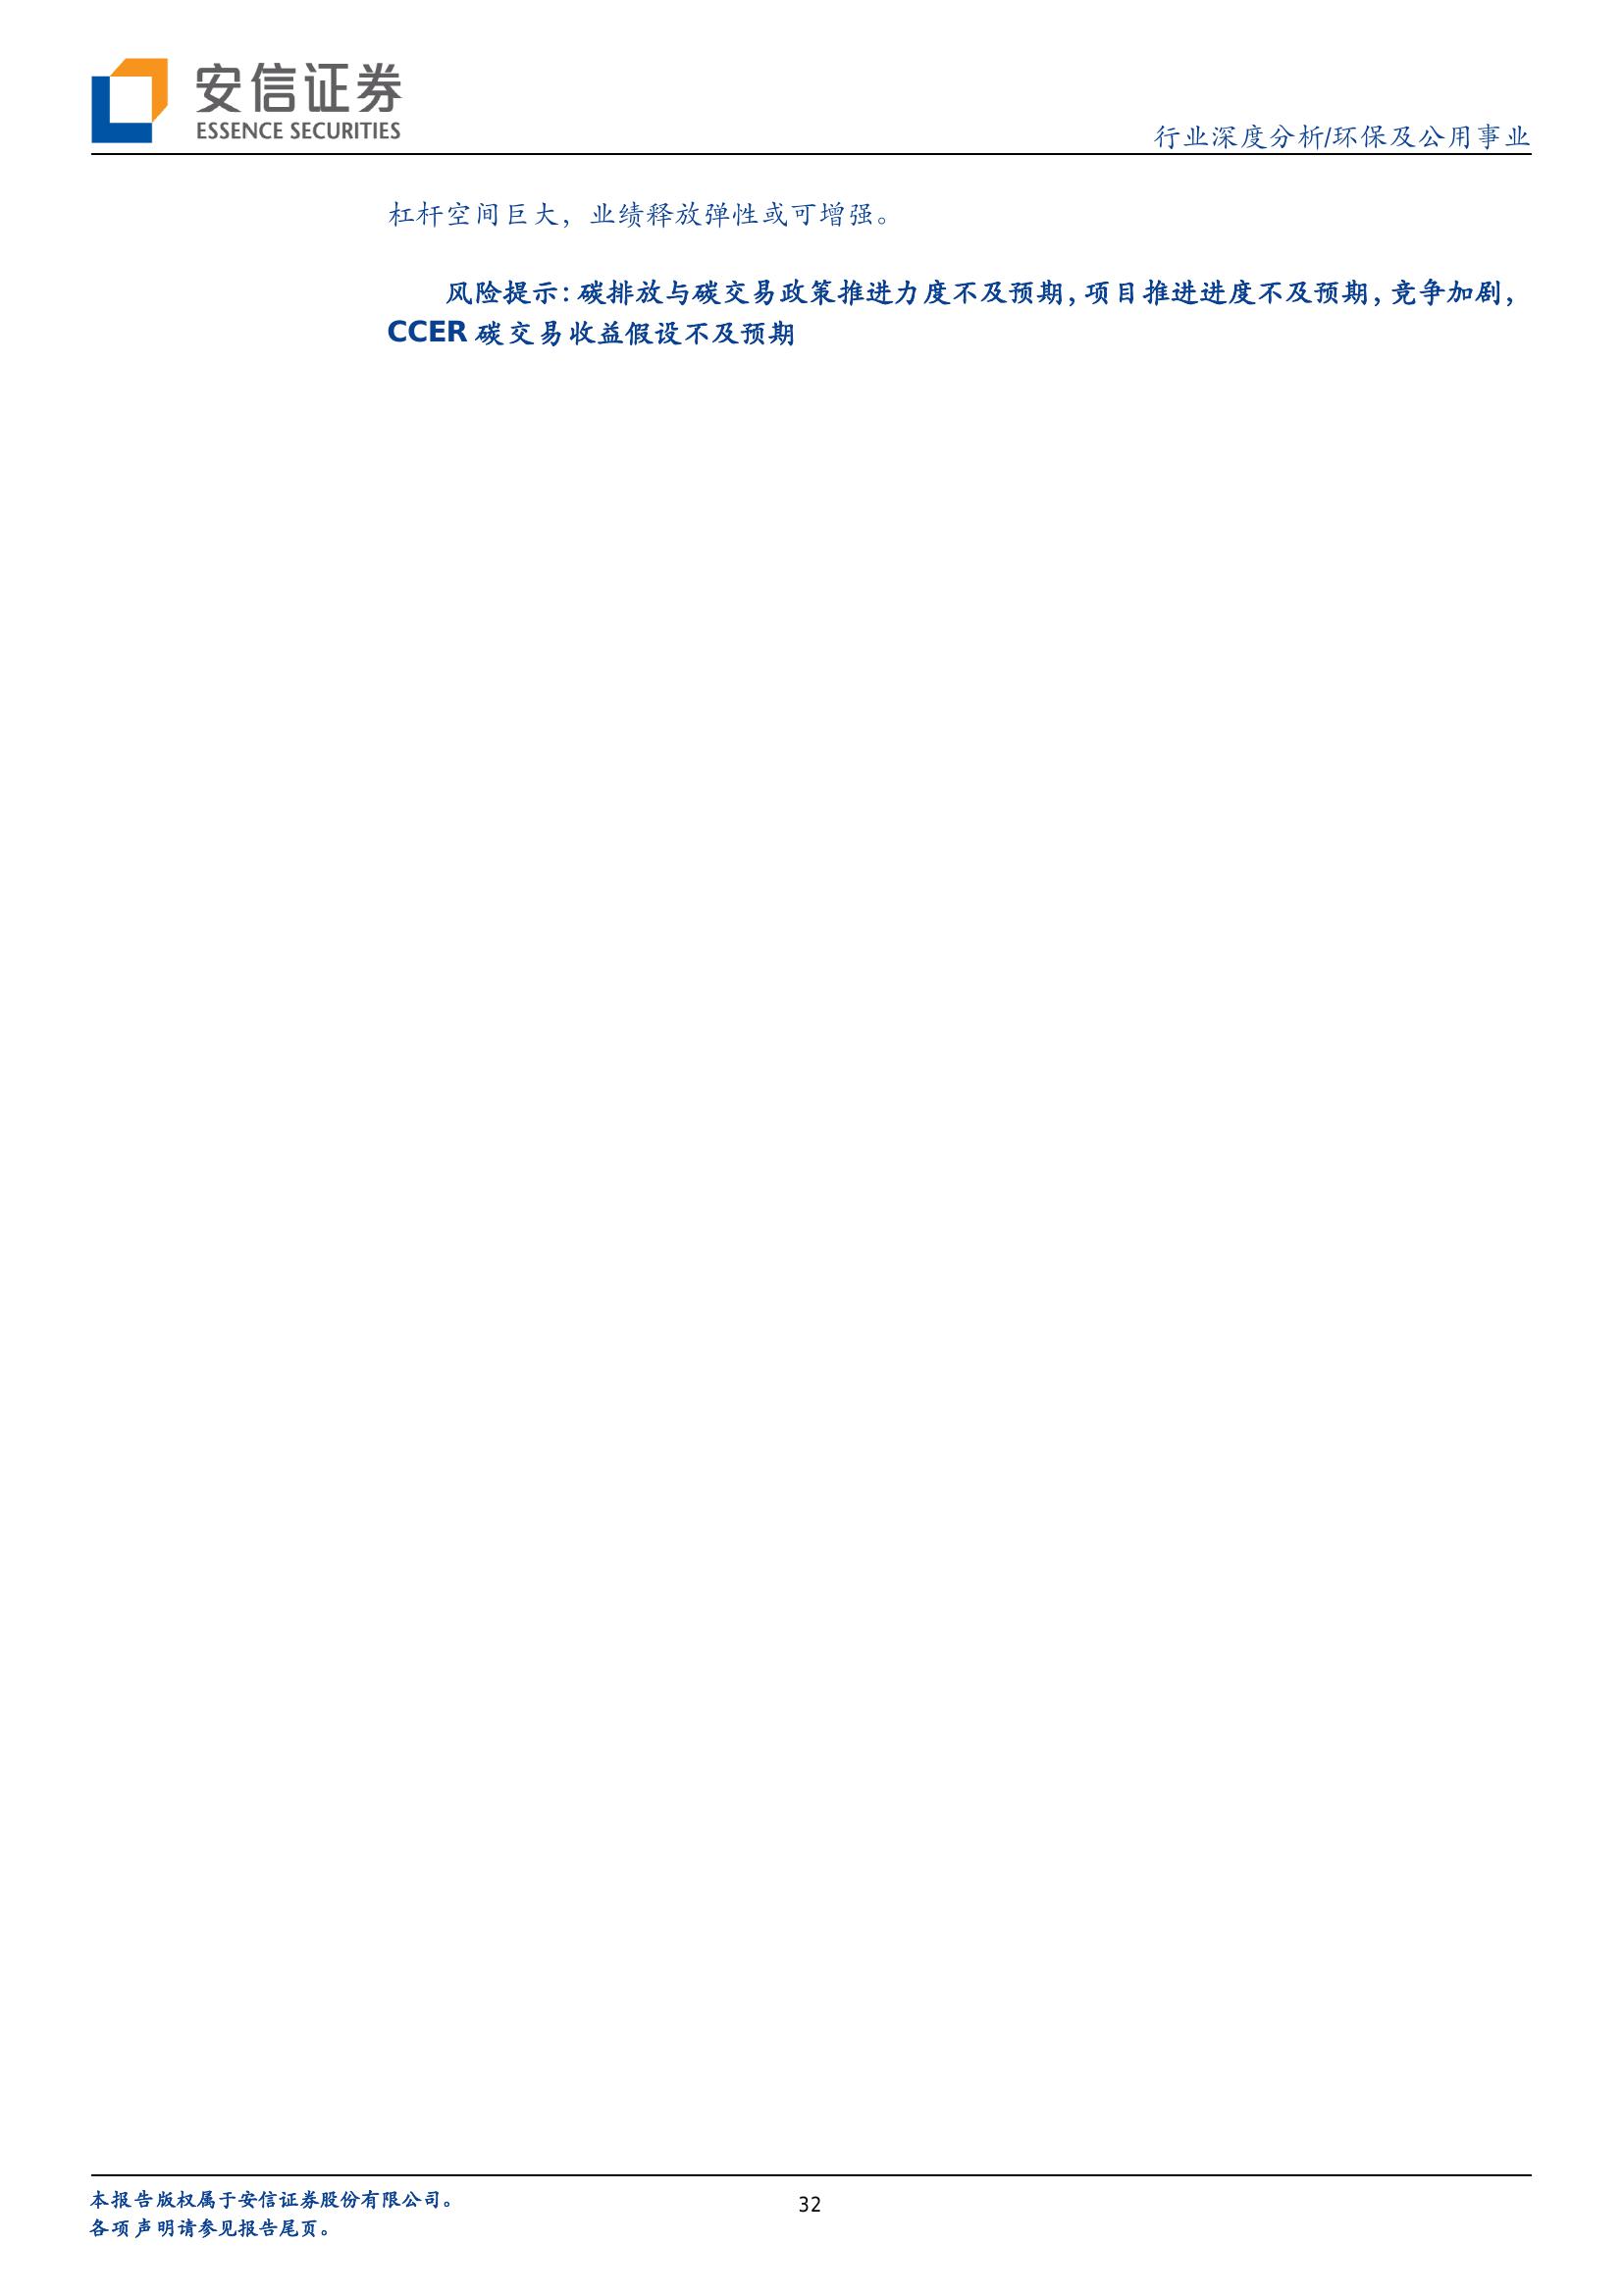 安信证券
ESSENCE SECURITIES
行业深度分析/环保及公用事业
杠杆空间巨大，业绩释放弹性或可增强。
风险提示：碳排放与碳交易政策推进力度不及预期，项目推进进度不及预期，竞争加剧，
CCER 碳交易收益假设不及预期
本报告版权属于安信证券股份有限公司。
32
各项声明请参见报告尾页。